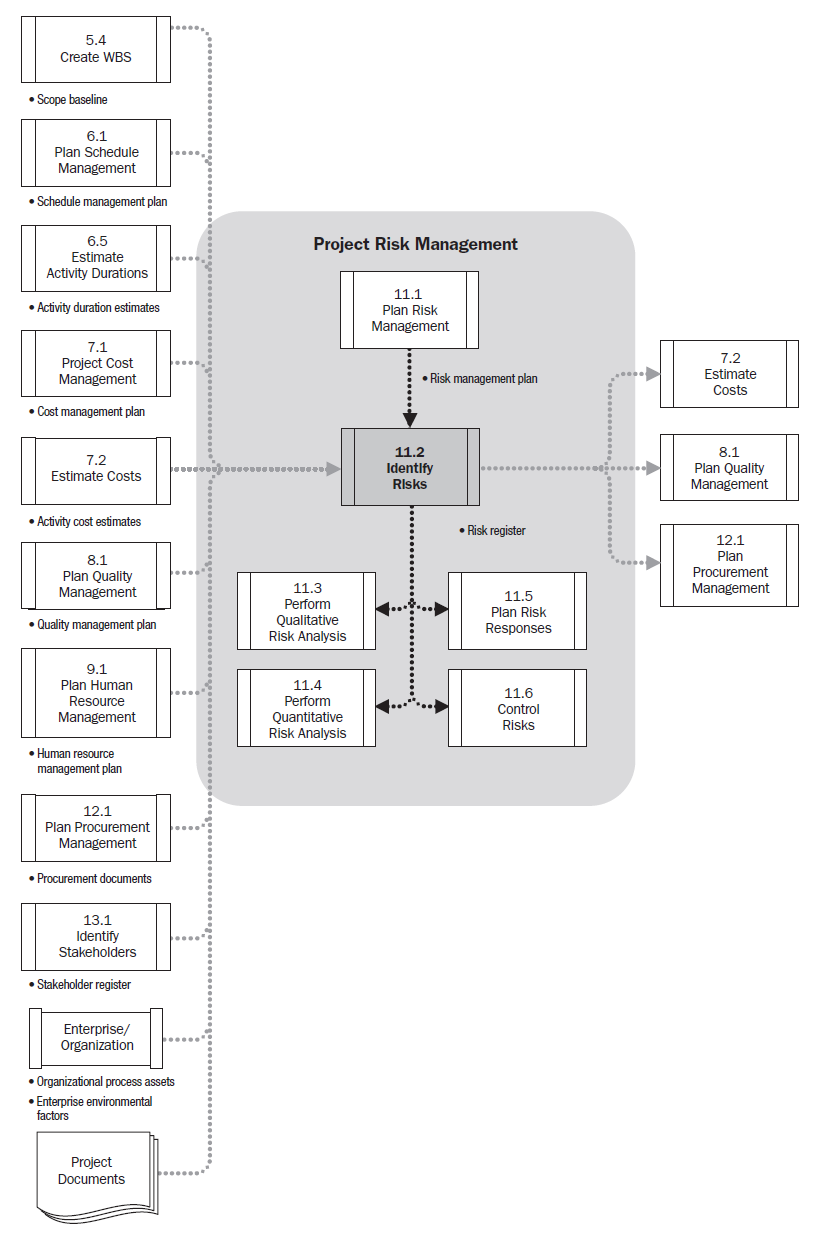 5.4
Create WBS
• Scope baseline
6.1
Plan Schedule
Management
• Schedule management plan
6.5
Estimate
Activity Durations
• Activity duration estimates
7.1
Project Cost
Management
• Cost management plan
7.2
Estimate Costs
• Activity cost estimates
8.1
Plan Quality
Management
• Quality management plan
9.1
Plan Human
Resource
Management
• Human resource
management plan
12.1
Plan Procurement
Management
• Procurement documents
13.1
Identify
Stakeholders
• Stakeholder register
Enterprise/
Organization
• Organizational process assets
• Enterprise environmental
factors
Project
Documents
Project Risk Management
11.1
Plan Risk
Management
• Risk management plan
11.2
Identify
RIsks
• Risk register
11.3
Perform
Qualitative
Risk Analysis
11.5
Plan Risk
Responses
11.4
Perform
Quantitative
Risk Analysis
11.6
Control
Risks
7.2
Estimate
Costs
8.1
Plan Quality
Management
12.1
Plan
Procurement
Management